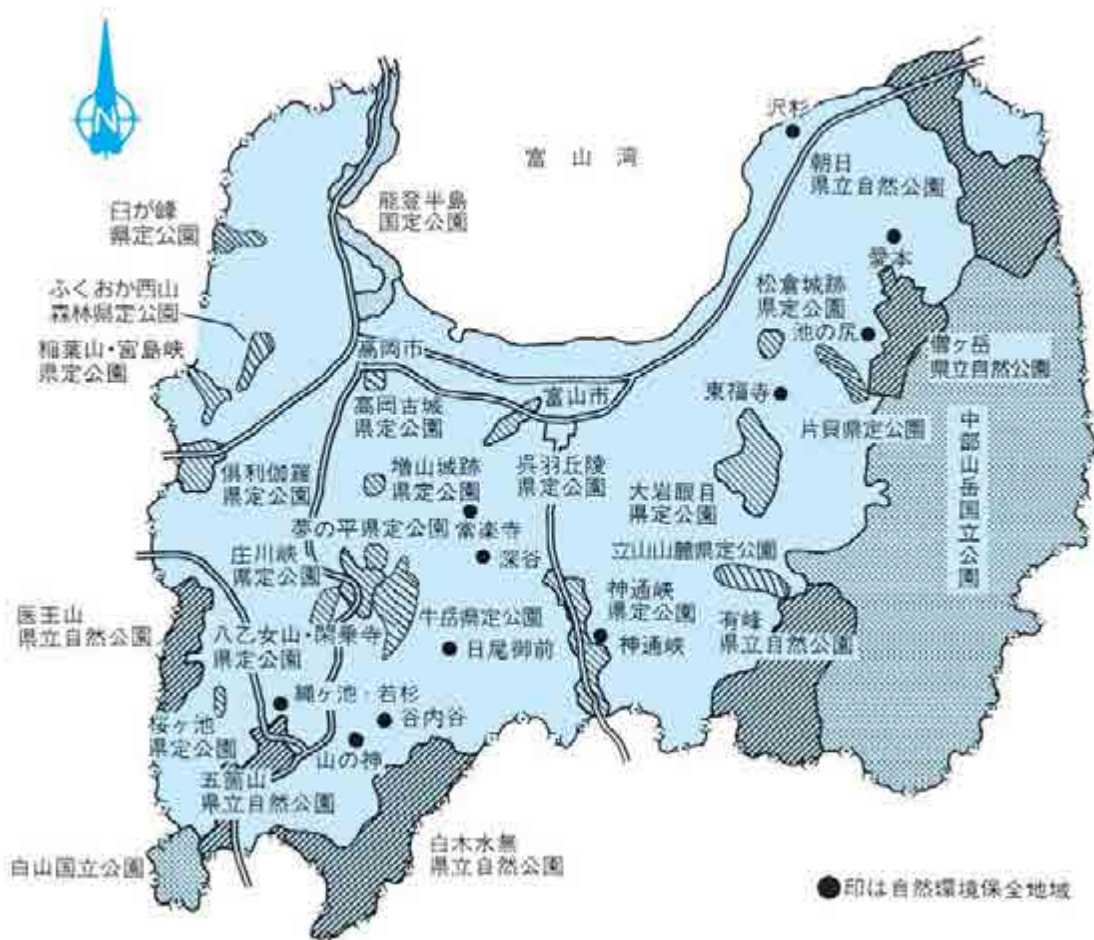 N
沢杉
富山湾
朝日
県立自然公園
能登半島
国定公園
臼が峰
県定公園
愛本
ふくおか西山
森林県定公園
松倉城跡
県定公園
池の尻
稲葉山・宮島峡
県定公園
僧ヶ岳
県立自然公園
高岡市
富山市
東福寺
高岡古城
県定公園
片貝県定公園
中部山岳国立公園
倶利伽羅
県定公園
増山城跡
県定公園
呉羽丘陵
県定公園
大岩眼目
県定公園
夢の平県定公園
常楽寺
庄川峡
県定公園
深谷
立山山麓県定公園
医王山
県立自然公園
神通峡
県定公園
牛岳県定公園
有峰
県立自然公園
八乙女山・閑乗寺
県定公園
日尾御前
神通峡
縄ヶ池・若杉
谷内谷
桜ヶ池
県定公園
山の神
五箇山
県立自然公園
白山国立公園
白木水無
県立自然公園
●印は自然環境保全地域